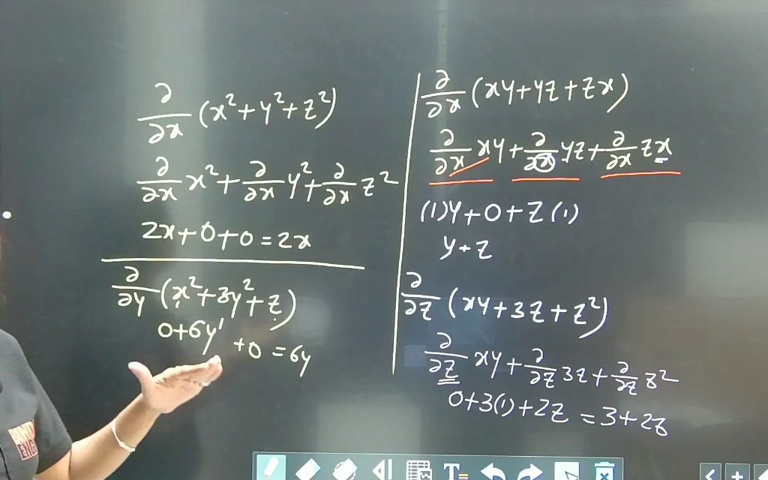 ∂/∂x (x² + y² + z²)
∂/∂x x² + ∂/∂x y² + ∂/∂x z²
2x + 0 + 0 = 2x
∂/∂y (x² + 3y² + z)
0 + 6y¹ + 0 = 6y
∂/∂x (xy + yz + zx)
∂/∂x xy + ∂/∂x yz + ∂/∂x zx
(1)y + 0 + z(1)
y + z
∂/∂z (xy + 3z + z²)
∂/∂z xy + ∂/∂z 3z + ∂/∂z z²
0 + 3(1) + 2z = 3 + 2z